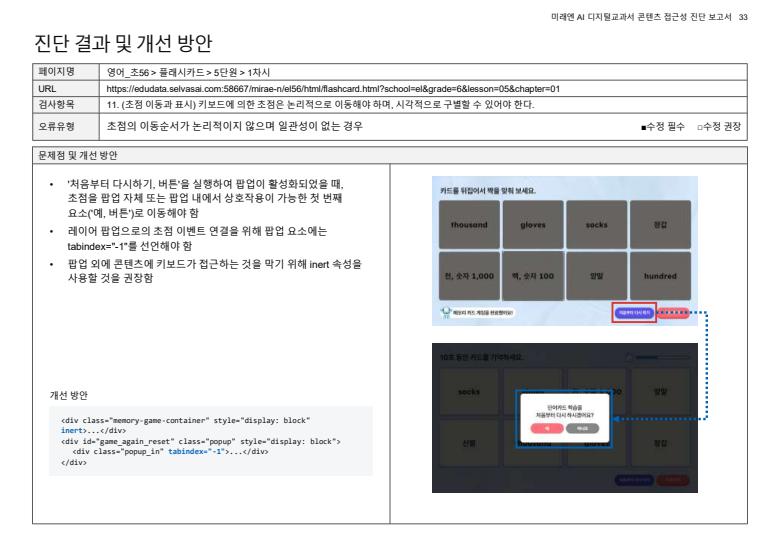 미래엔 AI 디지털교과서 콘텐츠 접근성 진단 보고서 33
진단 결과 및 개선 방안
페이지명 영어_초56 > 플래시카드 > 5단원 > 1차시
URL https://edudata.selvasai.com:58667/mirae-n/el56/html/flashcard.html?school=el&grade=6&lesson=05&chapter=01
검사항목 11. (초점 이동과 표시) 키보드에 의한 초점은 논리적으로 이동해야 하며, 시각적으로 구별할 수 있어야 한다.
오류유형 초점의 이동순서가 논리적이지 않으며 일관성이 없는 경우 ■수정 필수 □수정 권장
문제점 및 개선 방안
• '처음부터 다시하기, 버튼'을 실행하여 팝업이 활성화되었을 때,
초점을 팝업 자체 또는 팝업 내에서 상호작용이 가능한 첫 번째
요소('예, 버튼')로 이동해야 함
• 레이어 팝업으로의 초점 이벤트 연결을 위해 팝업 요소에는
tabindex="-1"를 선언해야 함
• 팝업 외에 콘텐츠에 키보드가 접근하는 것을 막기 위해 inert 속성을
사용할 것을 권장함
개선 방안
<div class="memory-game-container" style="display: block"
inert>...</div>
<div id="game_again_reset" class="popup" style="display: block">
<div class="popup_in" tabindex="-1">...</div>
</div>
카드를 뒤집어서 짝을 맞춰 보세요.
thousand gloves socks 장갑
천, 숫자 1,000 백, 숫자 100 양말 hundred
메모리 카드 게임을 완료했어요!
처음부터 다시 하기
10초 동안 카드를 기억하세요.
socks 양말
단어카드 학습을
처음부터 다시 하시겠어요?
예 아니요
신발 thousand gloves 장갑